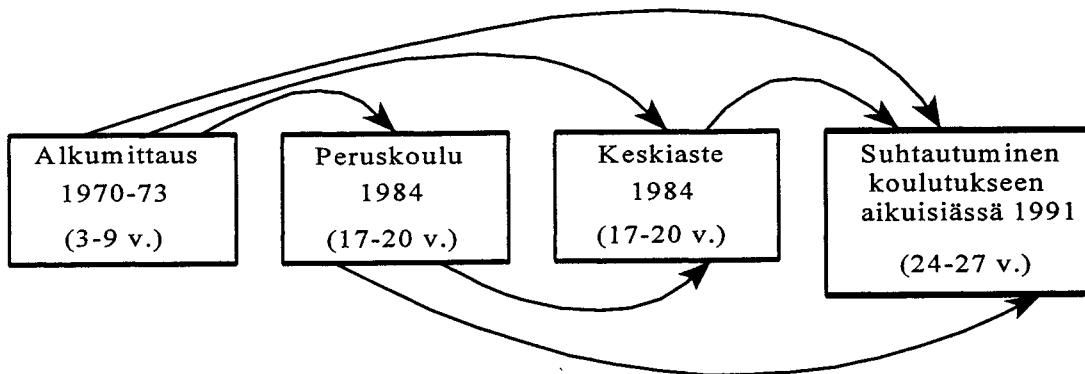 Alkumittaus
1970-73
(3-9 v.)
Peruskoulu
1984
(17-20 v.)
Keskiaste
1984
(17-20 v.)
Suhtautuminen
koulutukseen
aikuisiässä 1991
(24-27 v.)